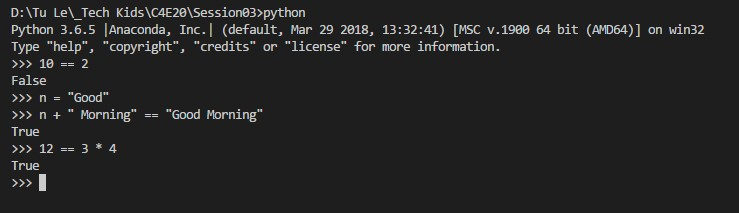 D:\Tu Le\_Tech Kids\C4E20\Session03>python
Python 3.6.5 |Anaconda, Inc.| (default, Mar 29 2018, 13:32:41) [MSC v.1900 64 bit (AMD64)] on win32
Type "help", "copyright", "credits" or "license" for more information.
>>> 10 == 2
False
>>> n = "Good"
>>> n + " Morning" == "Good Morning"
True
>>> 12 == 3 * 4
True
>>>